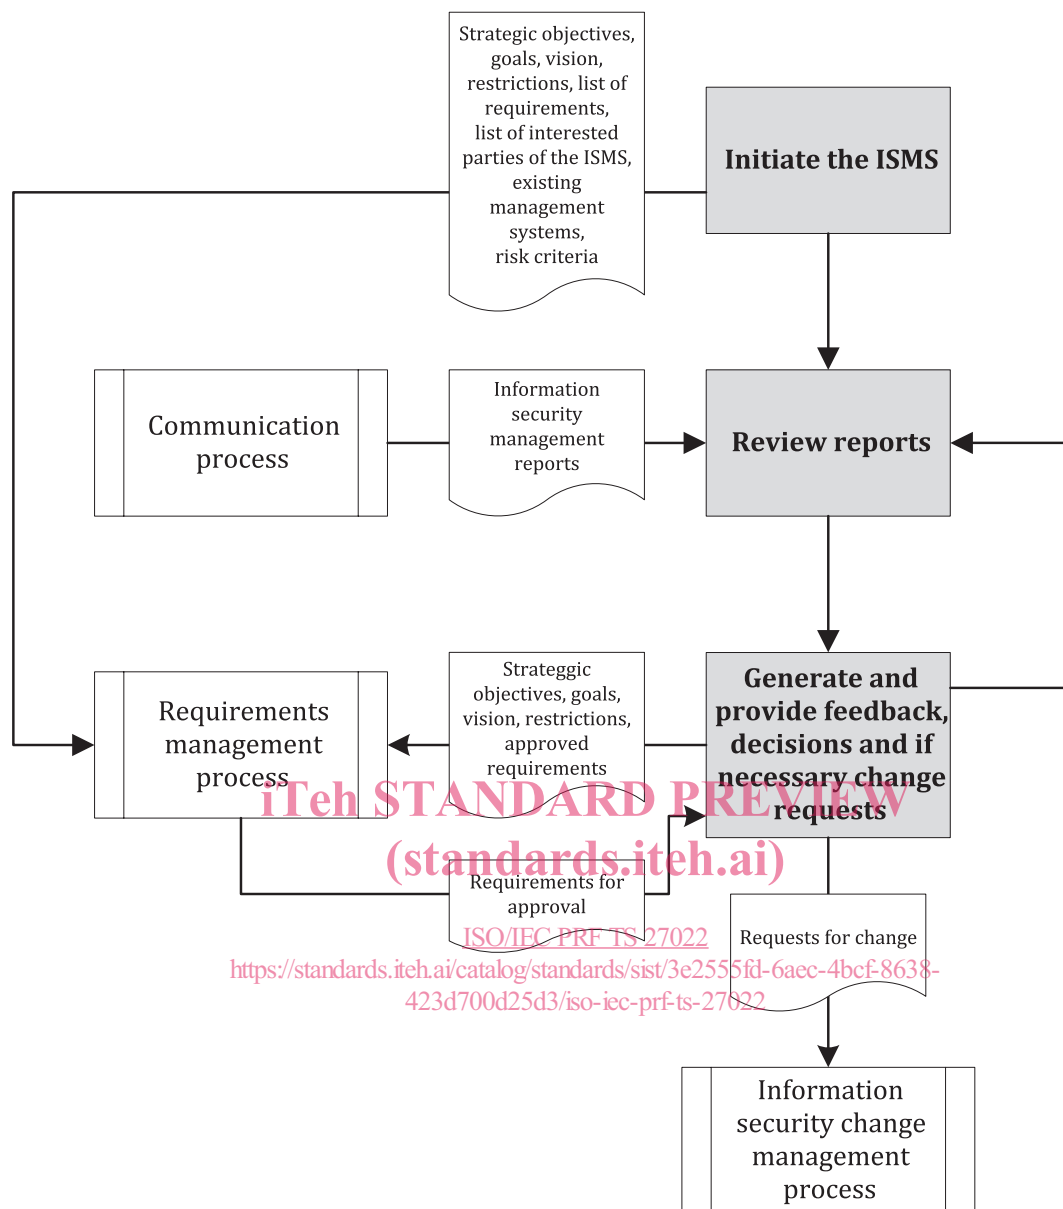 Strategic objectives,
goals, vision,
restrictions, list of
requirements,
list of interested
parties of the ISMS,
existing
management
systems,
risk criteria
Initiate the ISMS
Communication
process
Information
security
management
reports
Review reports
Requirements
management
process
Strateggic
objectives, goals,
vision, restrictions,
approved
requirements
Generate and
provide feedback,
decisions and if
necessary change
requests
iTeh STANDARD PREVIEW
(standards.iteh.ai)
Requirements for
approval
ISO/IEC PRF TS 27022
Requests for change
https://standards.iteh.ai/catalog/standards/sist/3e2555fd-6aec-4bcf-8638-
423d700d25d3/iso-iec-prf-ts-27022
Information
security change
management
process